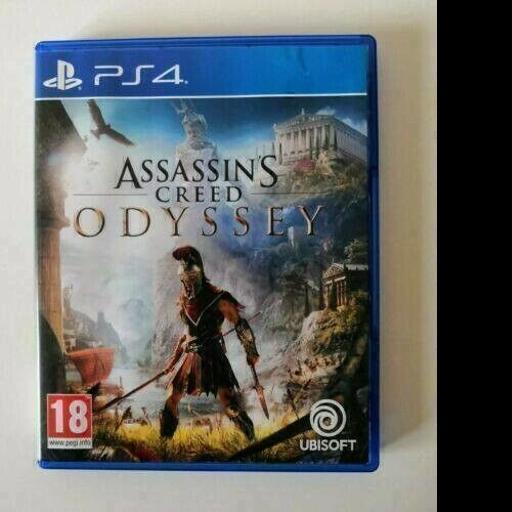 PS4
ASSASSIN'S
CREED
ODYSSEY
18
www.pegi.info
UBISOFT